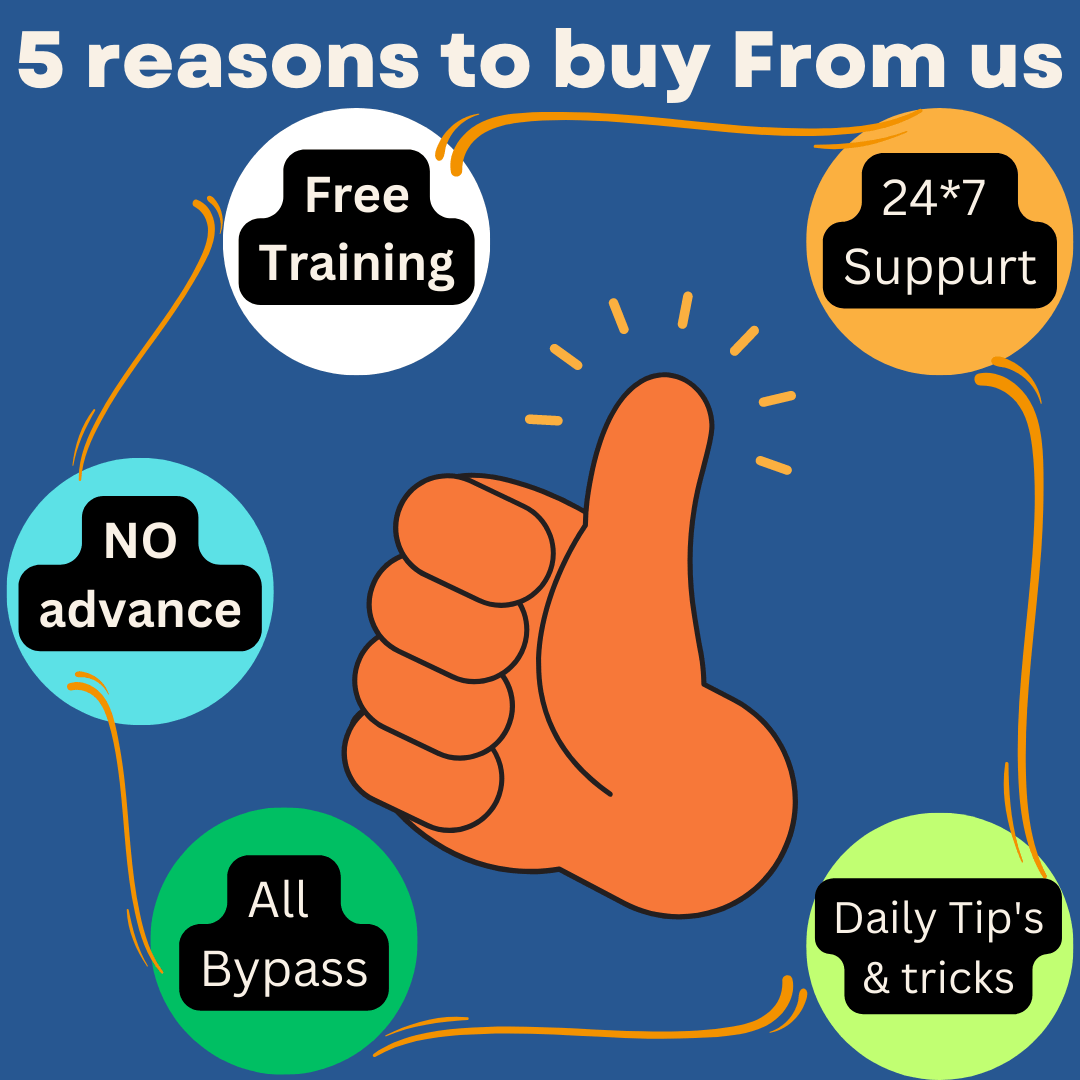 5 reasons to buy From us
Free
Training
24*7
Suppurt
NO
advance
All
Bypass
Daily Tip's
& tricks